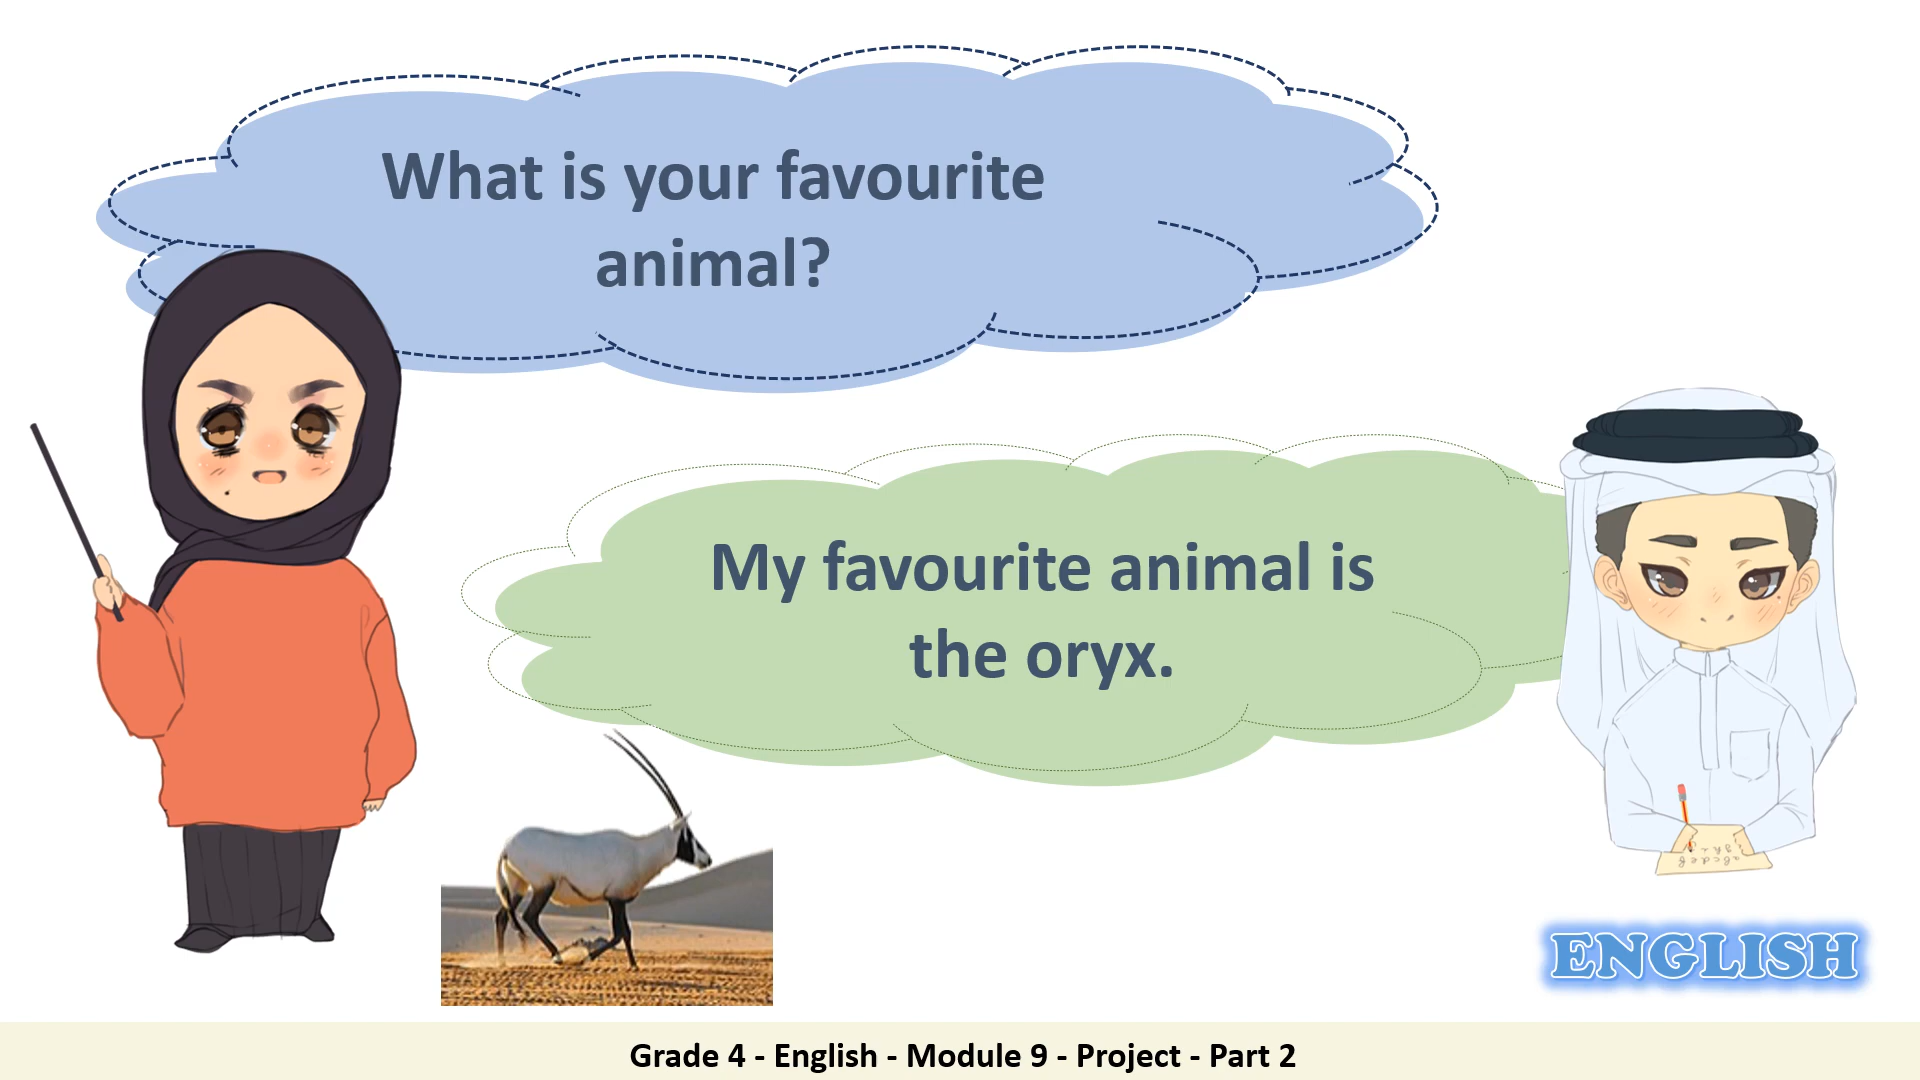 What is your favourite
animal?
My favourite animal is
the oryx.
ENGLISH
Grade 4 - English - Module 9 - Project - Part 2